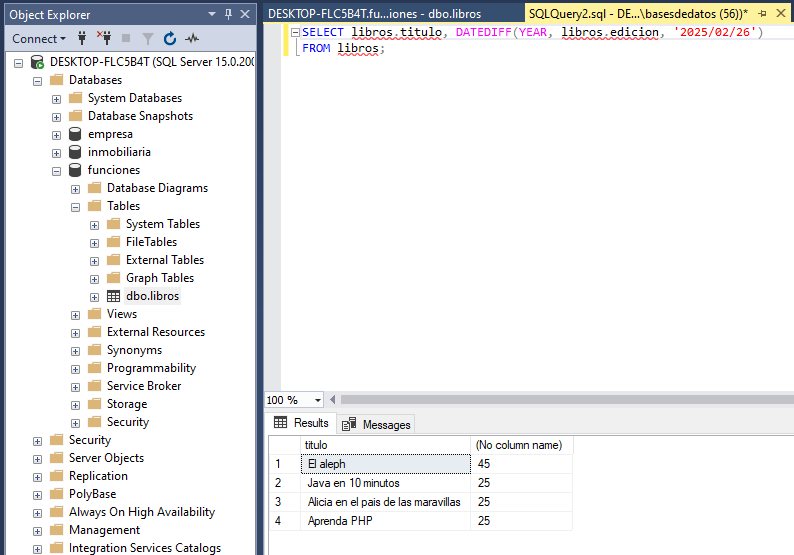 Object Explorer
Connect
DESKTOP-FLC5B4T (SQL Server 15.0.200
Databases
System Databases
Database Snapshots
empresa
inmobiliaria
funciones
Database Diagrams
Tables
System Tables
FileTables
External Tables
Graph Tables
dbo.libros
Views
External Resources
Synonyms
Programmability
Service Broker
Storage
Security
Security
Server Objects
Replication
PolyBase
Always On High Availability
Management
Integration Services Catalogs
DESKTOP-FLC5B4T.fu...iones - dbo.libros
SQLQuery2.sql - DE...\basesdedatos (56))*
SELECT libros.titulo, DATEDIFF(YEAR, libros.edicion, '2025/02/26')
FROM libros;
100 %
Results Messages
titulo (No column name)
1 El aleph 45
2 Java en 10 minutos 25
3 Alicia en el pais de las maravillas 25
4 Aprenda PHP 25